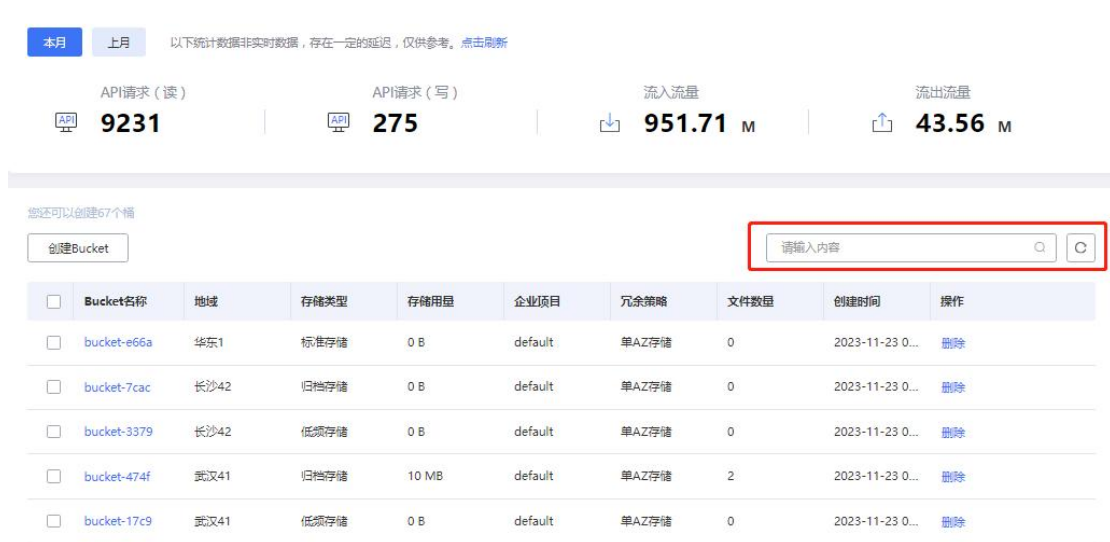 本月 上月 以下统计数据非实时数据，存在一定的延迟，仅供参考。点击刷新
API请求（读） API请求（写） 流入流量 流出流量
API 9231 API 275 951.71 M 43.56 M
您还可以创建67个桶
创建Bucket 请输入内容
Bucket名称 地域 存储类型 存储用量 企业项目 冗余策略 文件数量 创建时间 操作
bucket-e66a 华东1 标准存储 0 B default 单AZ存储 0 2023-11-23 0... 删除
bucket-7cac 长沙42 归档存储 0 B default 单AZ存储 0 2023-11-23 0... 删除
bucket-3379 长沙42 低频存储 0 B default 单AZ存储 0 2023-11-23 0... 删除
bucket-474f 武汉41 归档存储 10 MB default 单AZ存储 2 2023-11-23 0... 删除
bucket-17c9 武汉41 低频存储 0 B default 单AZ存储 0 2023-11-23 0... 删除